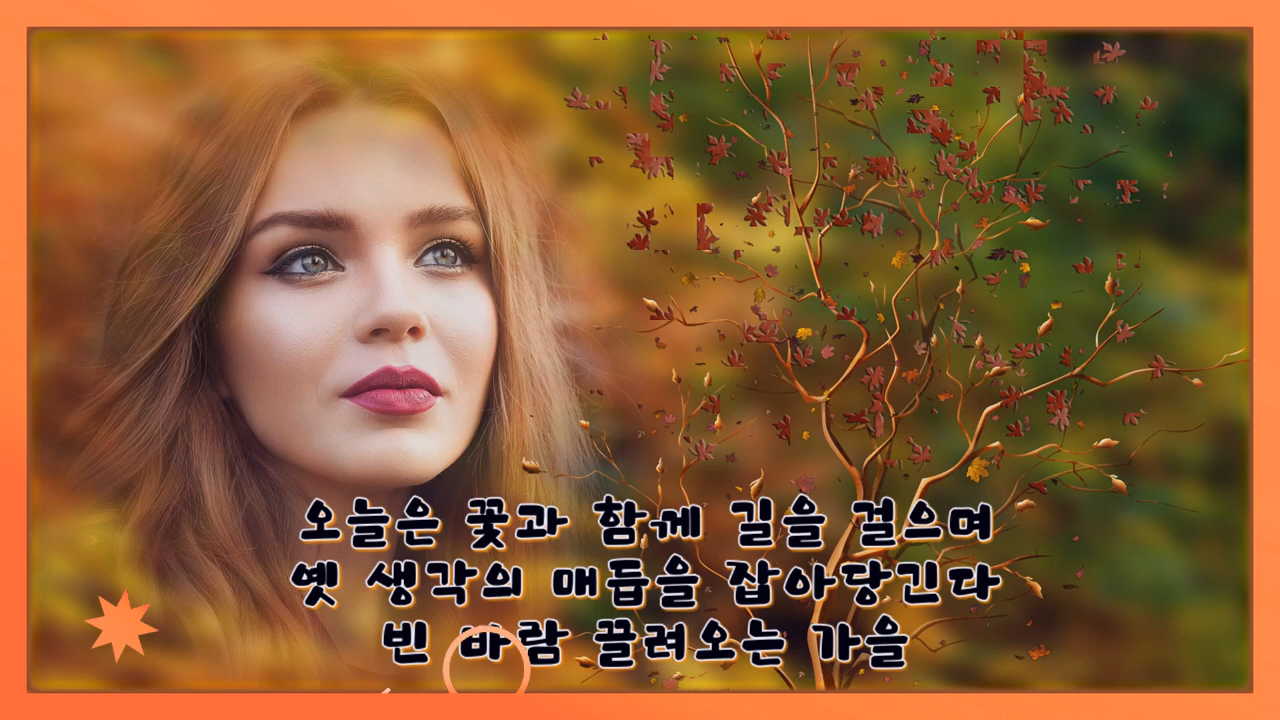 오늘은 꽃과 함께 길을 걸으며
옛 생각의 매듭을 잡아당긴다
빈 바람 끌려오는 가을